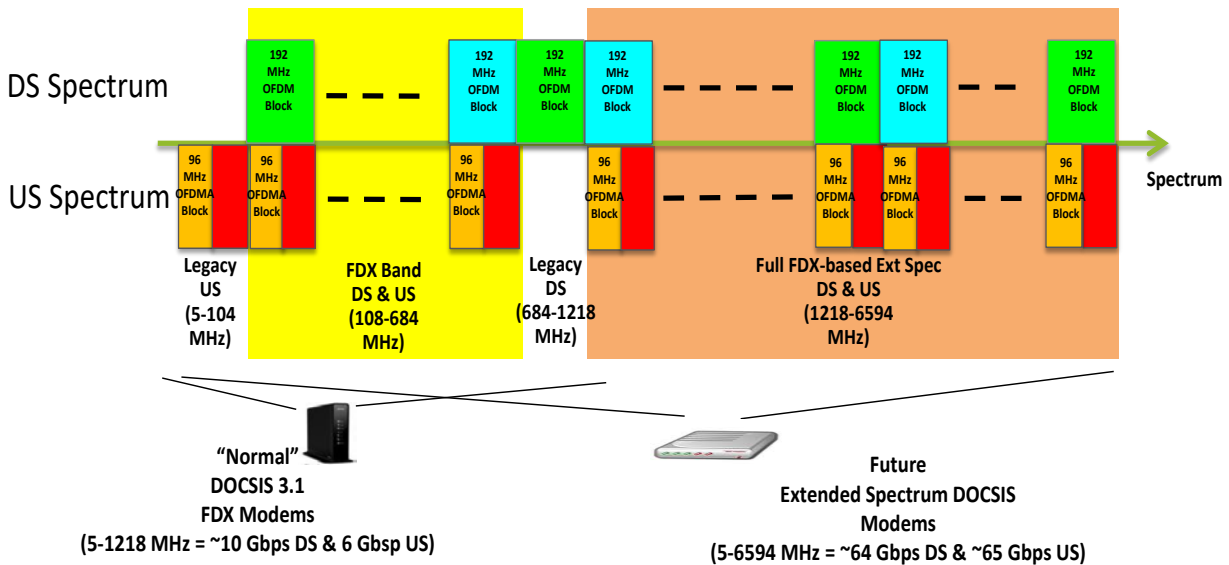 DS Spectrum
192
MHz
OFDM
Block
192
MHz
OFDM
Block
192
MHz
OFDM
Block
192
MHz
OFDM
Block
192
MHz
OFDM
Block
192
MHz
OFDM
Block
192
MHz
OFDM
Block
Spectrum
US Spectrum
96
MHz
OFDMA
Block
96
MHz
OFDMA
Block
96
MHz
OFDMA
Block
96
MHz
OFDMA
Block
96
MHz
OFDMA
Block
96
MHz
OFDMA
Block
96
MHz
OFDMA
Block
Legacy
US
(5-104
MHz)
FDX Band
DS & US
(108-684
MHz)
Legacy
DS
(684-1218
MHz)
Full FDX-based Ext Spec
DS & US
(1218-6594
MHz)
“Normal”
DOCSIS 3.1
FDX Modems
(5-1218 MHz = ~10 Gbps DS & 6 Gbsp US)
Future
Extended Spectrum DOCSIS
Modems
(5-6594 MHz = ~64 Gbps DS & ~65 Gbps US)